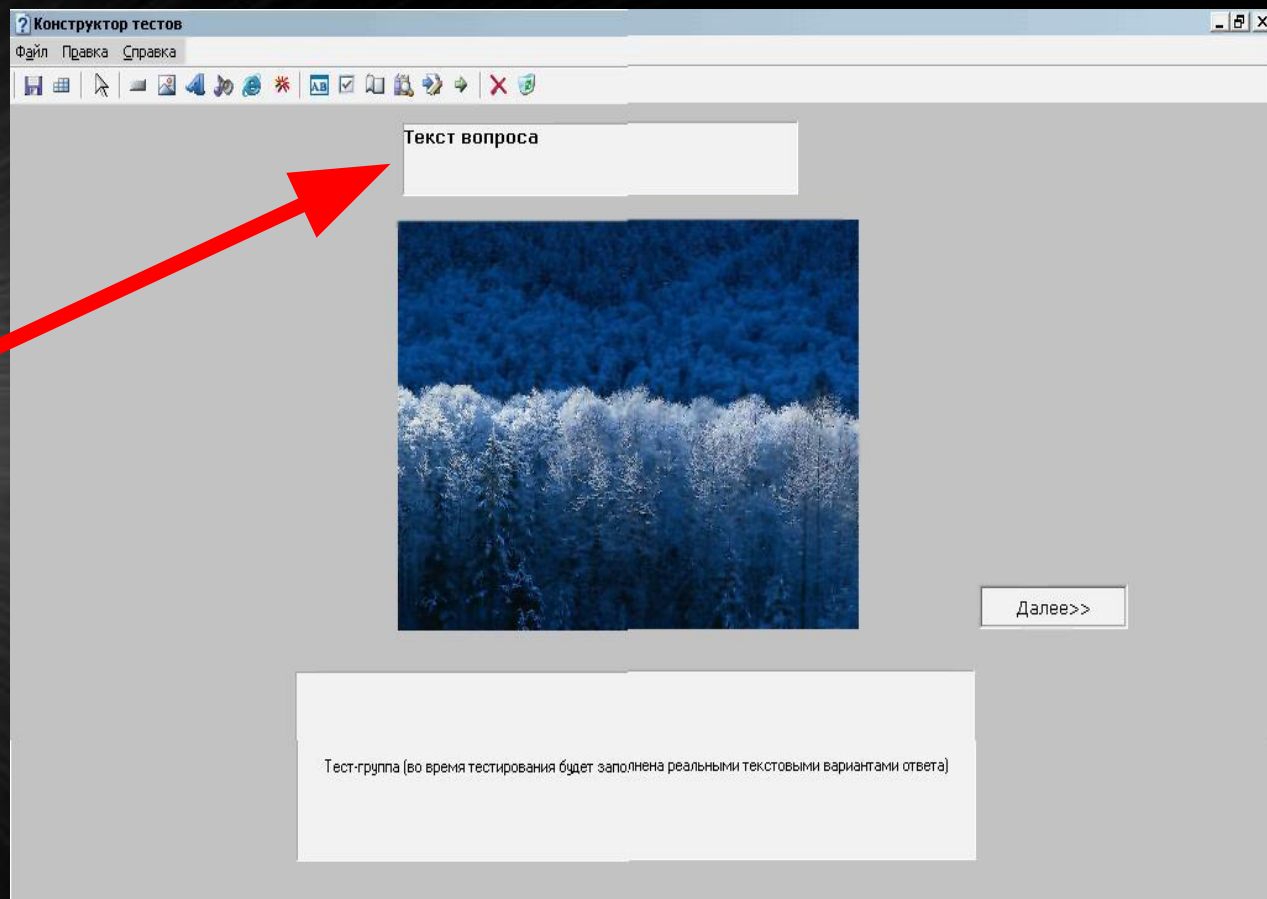 Конструктор тестов
Файл Правка Справка
AB
Текст вопроса
Далее>>
Тест-группа (во время тестирования будет заполнена реальными текстовыми вариантами ответа)